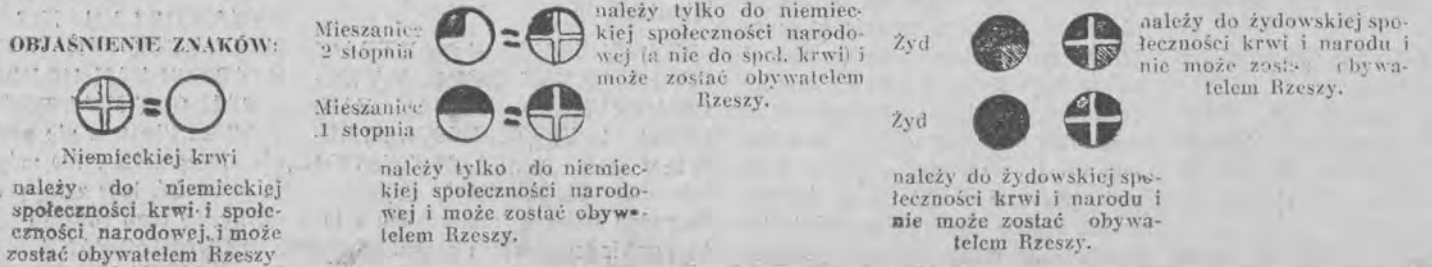 OBJAŚNIENIE ZNAKÓW:
=
Niemieckiej krwi
należy do niemieckiej
społeczności krwi i społe-
czności narodowej i może
zostać obywatelem Rzeszy
Mieszaniec
2 stopnia
=
należy tylko do niemiec-
kiej społeczności narodo-
wej (a nie do społ. krwi) i
może zostać obywatelem
Rzeszy.
Mieszaniec
1 stopnia
=
należy tylko do niemiec-
kiej społeczności narodo-
wej i może zostać obywa-
telem Rzeszy.
Żyd
należy do żydowskiej spo-
łeczności krwi i narodu i
nie może obywa-
telem Rzeszy.
Żyd
należy do żydowskiej spo-
łeczności krwi i narodu i
nie może zostać obywa-
telem Rzeszy.